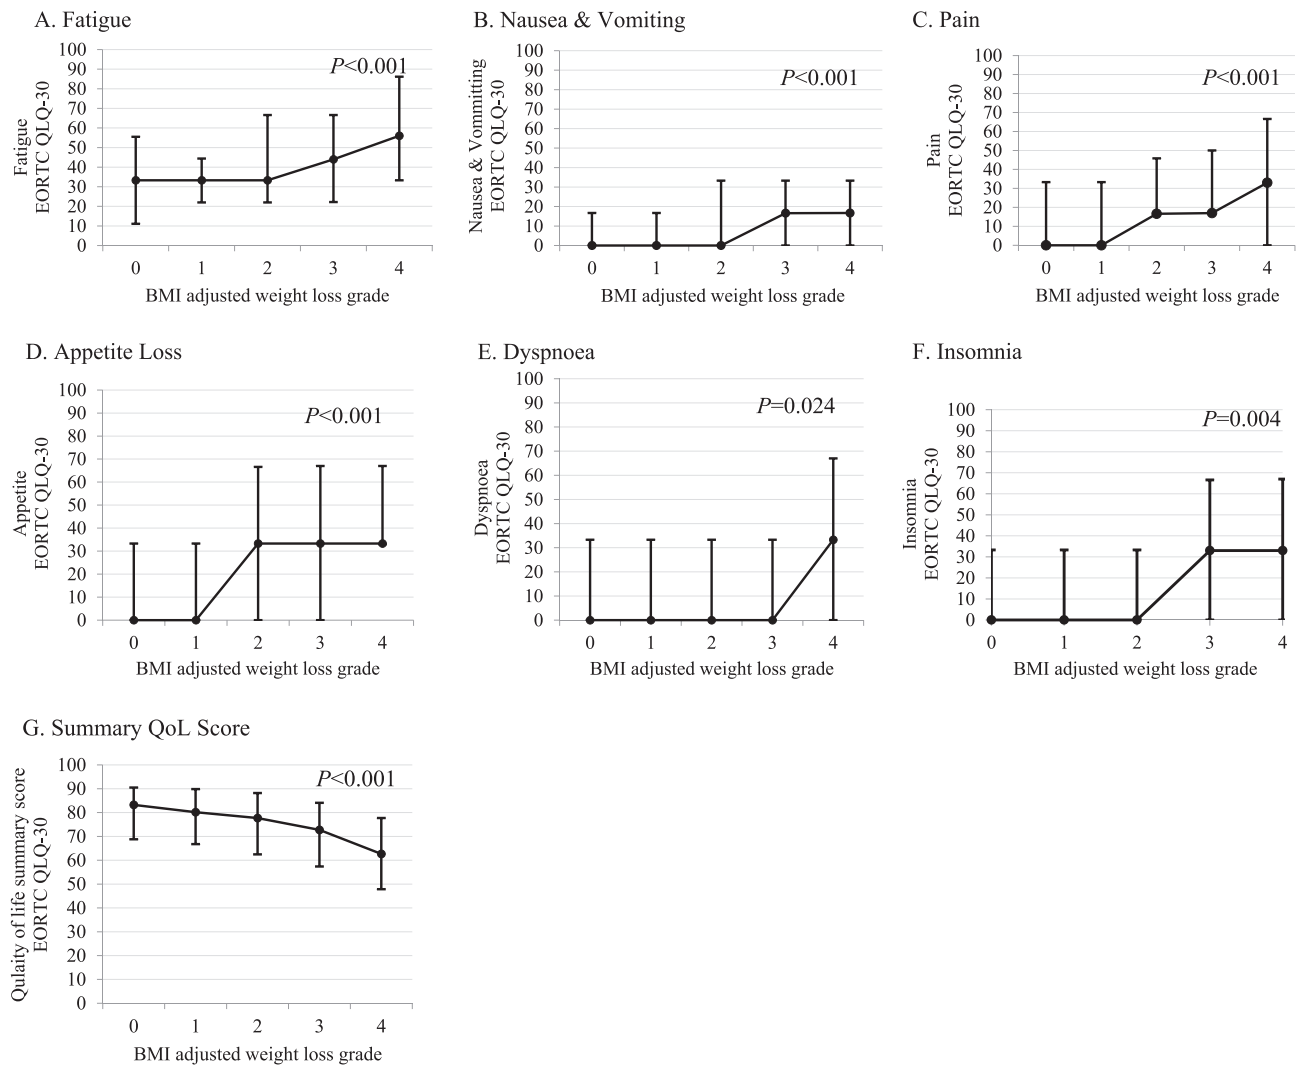 A. Fatigue
P<0.001
Fatigue
EORTC QLQ-30
100
90
80
70
60
50
40
30
20
10
0
0 1 2 3 4
BMI adjusted weight loss grade
B. Nausea & Vomiting
P<0.001
Nausea & Vommitting
EORTC QLQ-30
100
90
80
70
60
50
40
30
20
10
0
0 1 2 3 4
BMI adjusted weight loss grade
C. Pain
P<0.001
Pain
EORTC QLQ-30
100
90
80
70
60
50
40
30
20
10
0
0 1 2 3 4
BMI adjusted weight loss grade
D. Appetite Loss
P<0.001
Appetite
EORTC QLQ-30
100
90
80
70
60
50
40
30
20
10
0
0 1 2 3 4
BMI adjusted weight loss grade
E. Dyspnoea
P=0.024
Dyspnoea
EORTC QLQ-30
100
90
80
70
60
50
40
30
20
10
0
0 1 2 3 4
BMI adjusted weight loss grade
F. Insomnia
P=0.004
Insomnia
EORTC QLQ-30
100
90
80
70
60
50
40
30
20
10
0
0 1 2 3 4
BMI adjusted weight loss grade
G. Summary QoL Score
P<0.001
Qulaity of life summary score
EORTC QLQ-30
100
90
80
70
60
50
40
30
20
10
0
0 1 2 3 4
BMI adjusted weight loss grade